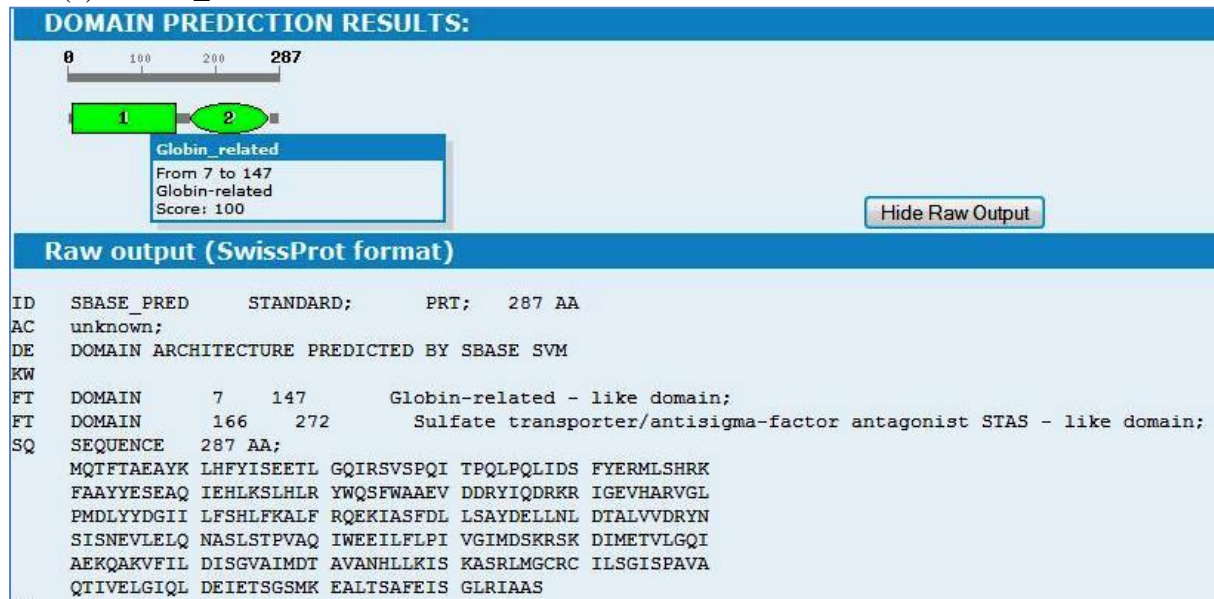 DOMAIN PREDICTION RESULTS:
0 100 200 287
1 2
Globin_related
From 7 to 147
Globin-related
Score: 100
Hide Raw Output
Raw output (SwissProt format)
ID SBASE_PRED STANDARD; PRT; 287 AA
AC unknown;
DE DOMAIN ARCHITECTURE PREDICTED BY SBASE SVM
KW
FT DOMAIN 7 147 Globin-related - like domain;
FT DOMAIN 166 272 Sulfate transporter/antisigma-factor antagonist STAS - like domain;
SQ SEQUENCE 287 AA;
MQTFTAEAYK LHFYISEETL GQIRSVSPQI TPQLPQLIDS FYERMLSHRK
FAAYYESEAQ IEHLKSLHLR YWQSFWAAEV DDRYIQDRKR IGEVHARVGL
PMDLYYDGII LFSHLFKALF RQEKIASFDL LSAYDELLNL DTALVVDRYN
SISNEVLELQ NASLSTPVAQ IWEEILFLPI VGIMDSKRSK DIMETVLGQI
AEKQAKVFIL DISGVAIMDT AVANHLLKIS KASRLMGCRC ILSGISPAVA
QTIVELGIQL DEIETSGSMK EALTSAFEIS GLRIAAS